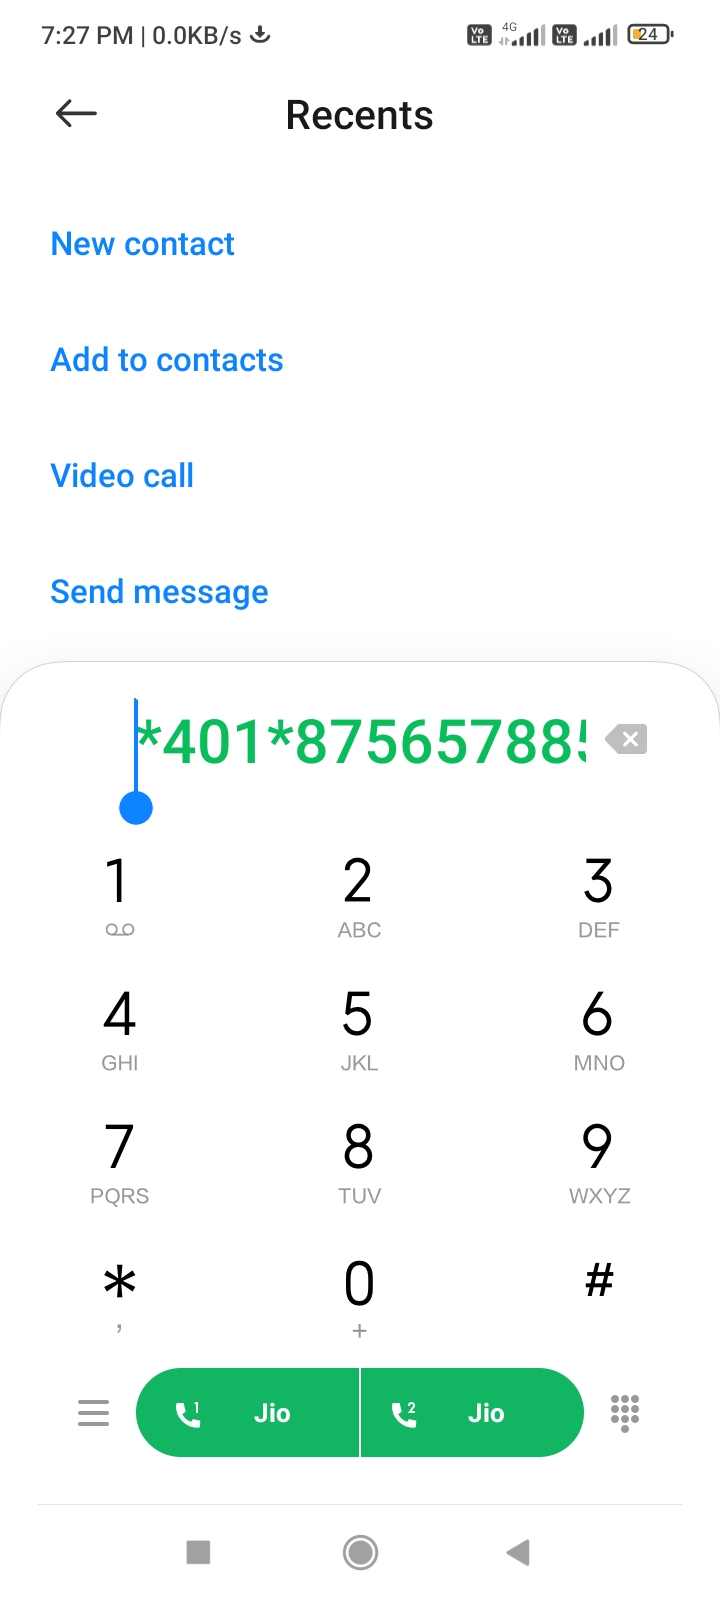 7:27 PM | 0.0KB/s
Vo LTE 4G Vo LTE 24
Recents
New contact
Add to contacts
Video call
Send message
*401*875657885
1 2 3
ABC DEF
4 5 6
GHI JKL MNO
7 8 9
PQRS TUV WXYZ
* 0 #
, +
1 Jio 2 Jio